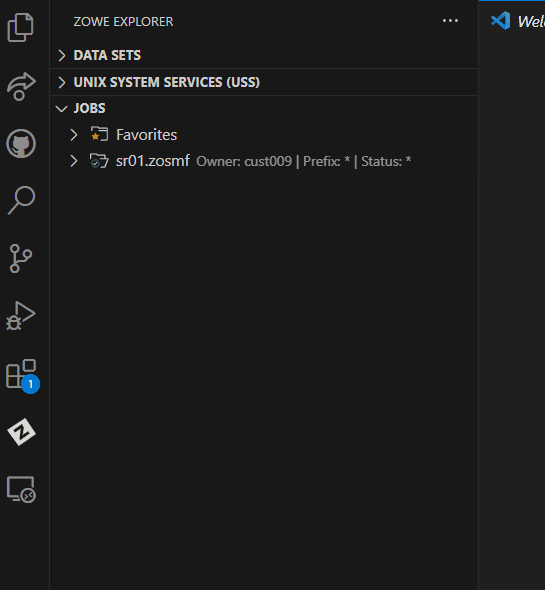 ZOWE EXPLORER
DATA SETS
UNIX SYSTEM SERVICES (USS)
JOBS
Favorites
sr01.zosmf Owner: cust009 | Prefix: * | Status: *
1
Welc